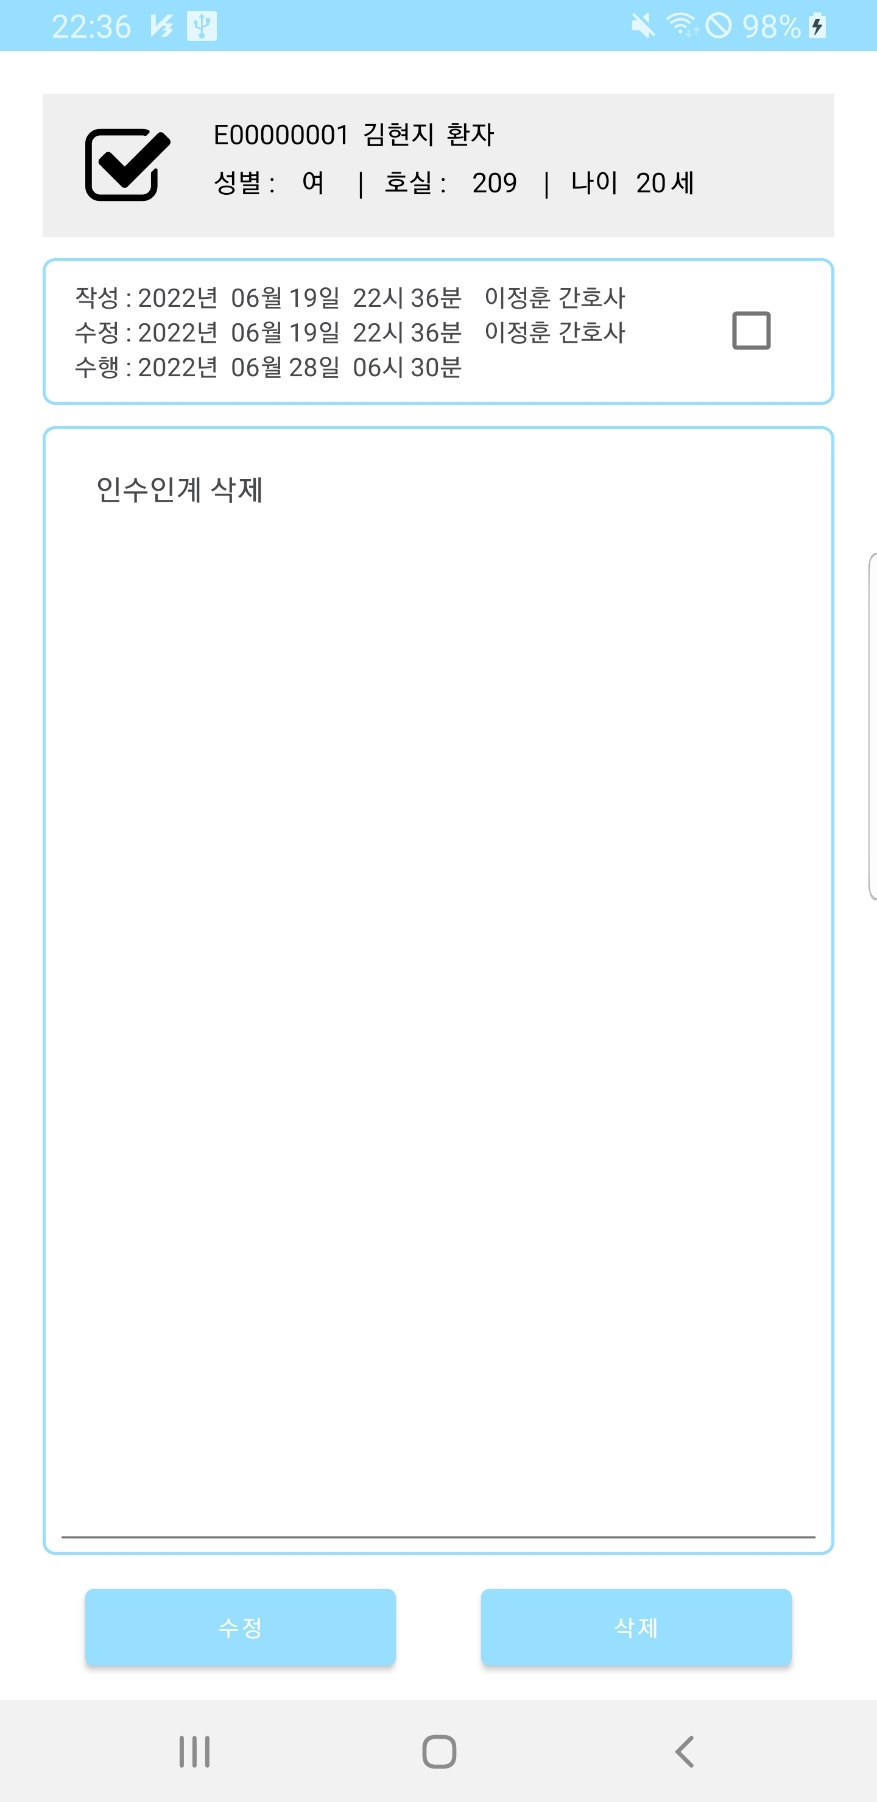 22:36 98%
E00000001 김현지 환자
성별 : 여 | 호실 : 209 | 나이 20 세
작성 : 2022년 06월 19일 22시 36분 이정훈 간호사
수정 : 2022년 06월 19일 22시 36분 이정훈 간호사
수행 : 2022년 06월 28일 06시 30분
인수인계 삭제
수정 삭제